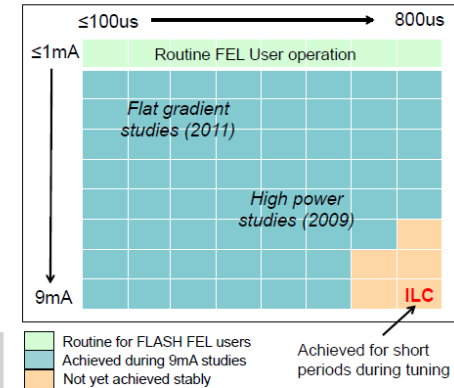 ≤100us
800us
≤1mA
Routine FEL User operation
Flat gradient
studies (2011)
High power
studies (2009)
9mA
ILC
Routine for FLASH FEL users
Achieved during 9mA studies
Not yet achieved stably
Achieved for short
periods during tuning